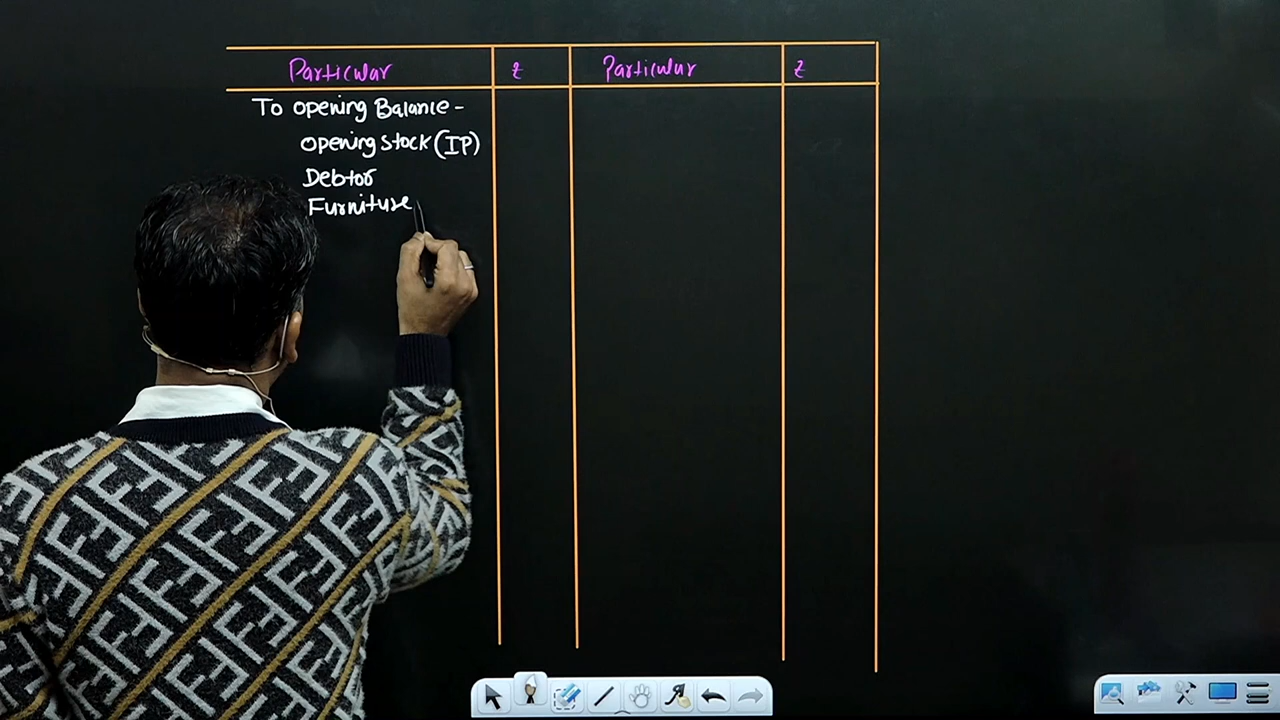 Particular ₹ Particular ₹
To opening Balance -
opening stock (IP)
Debtor
Furniture